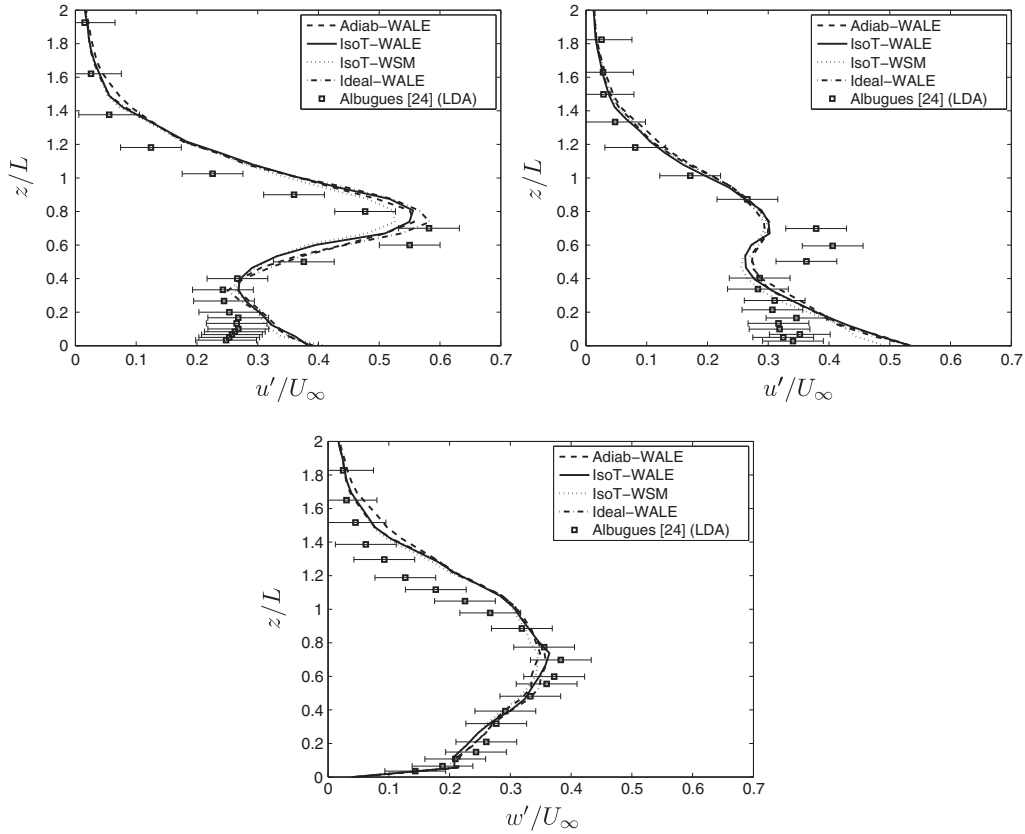 2
1.8
1.6
1.4
1.2
1
0.8
0.6
0.4
0.2
0
z/L
0 0.1 0.2 0.3 0.4 0.5 0.6 0.7
u′/U∞
Adiab−WALE
IsoT−WALE
IsoT−WSM
Ideal−WALE
Albugues [24] (LDA)
2
1.8
1.6
1.4
1.2
1
0.8
0.6
0.4
0.2
0
z/L
0 0.1 0.2 0.3 0.4 0.5 0.6 0.7
u′/U∞
Adiab−WALE
IsoT−WALE
IsoT−WSM
Ideal−WALE
Albugues [24] (LDA)
2
1.8
1.6
1.4
1.2
1
0.8
0.6
0.4
0.2
0
z/L
0 0.1 0.2 0.3 0.4 0.5 0.6 0.7
w′/U∞
Adiab−WALE
IsoT−WALE
IsoT−WSM
Ideal−WALE
Albugues [24] (LDA)